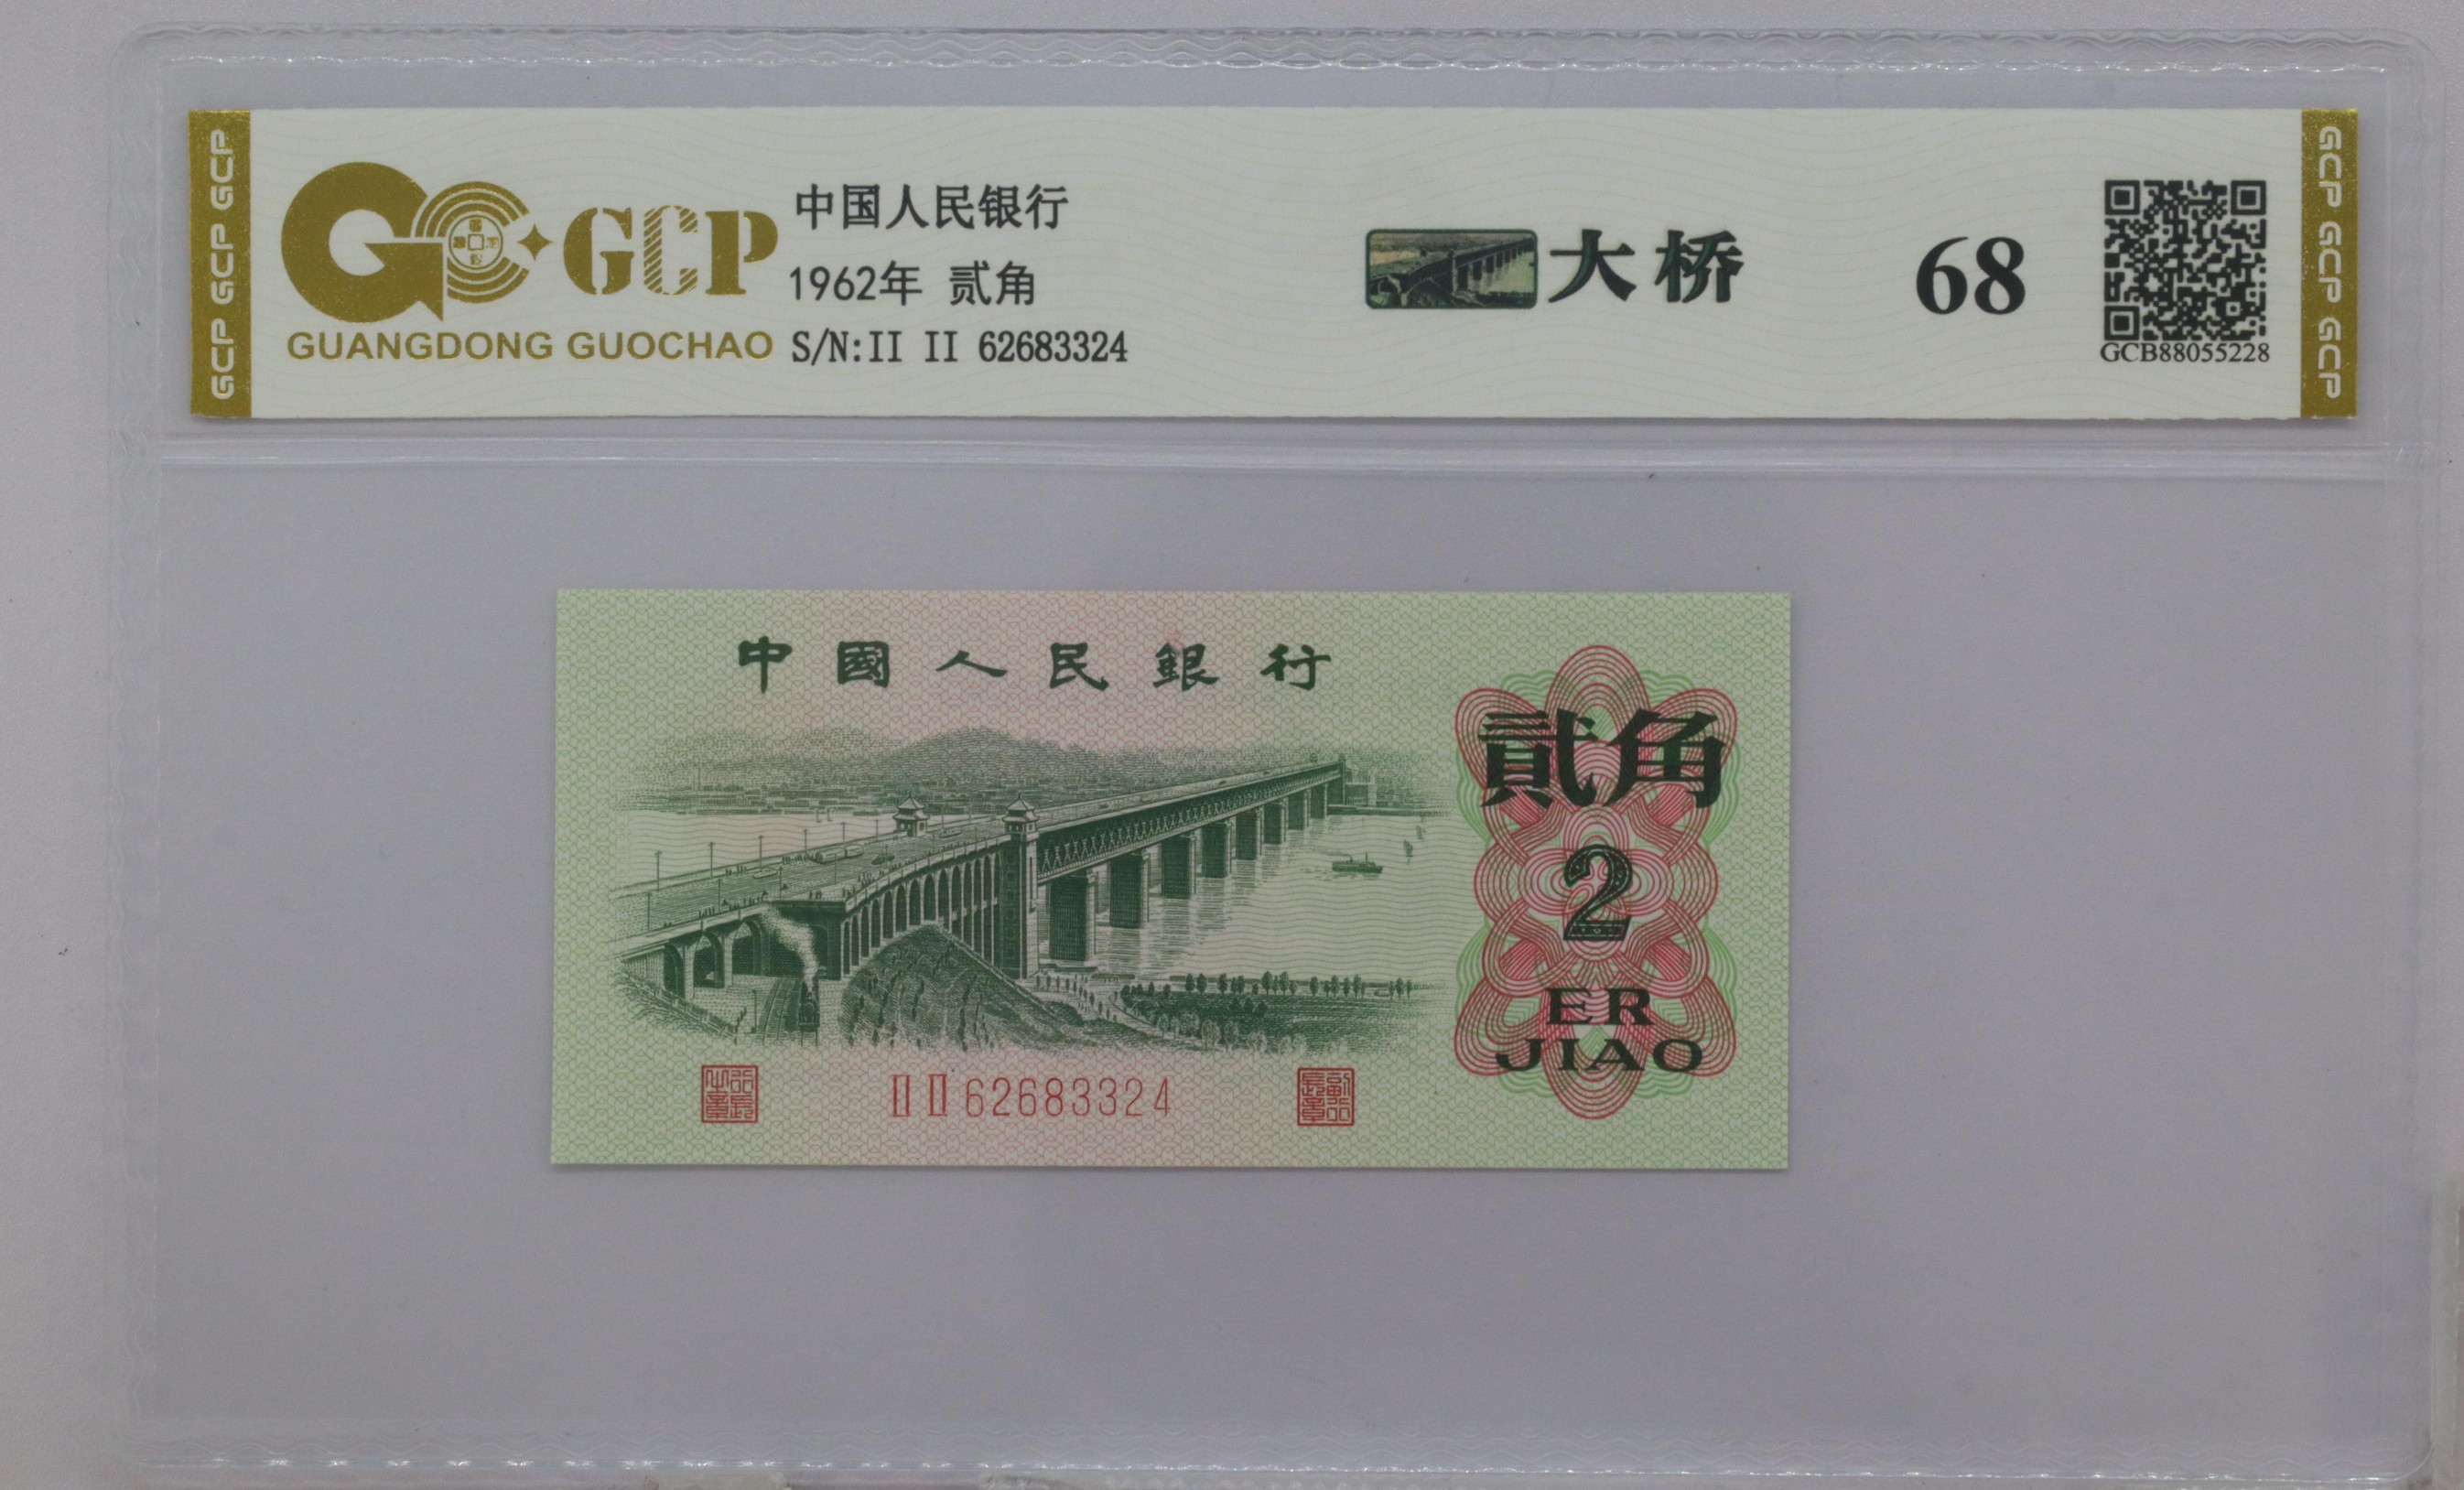 GCP GCP GCP
GCP
GUANGDONG GUOCHAO
中国人民银行
1962年 贰角
S/N:II II 62683324
大桥
68
GCB88055228
GCP GCP GCP
中國人民銀行
貳角
2
ER
JIAO
II II 62683324